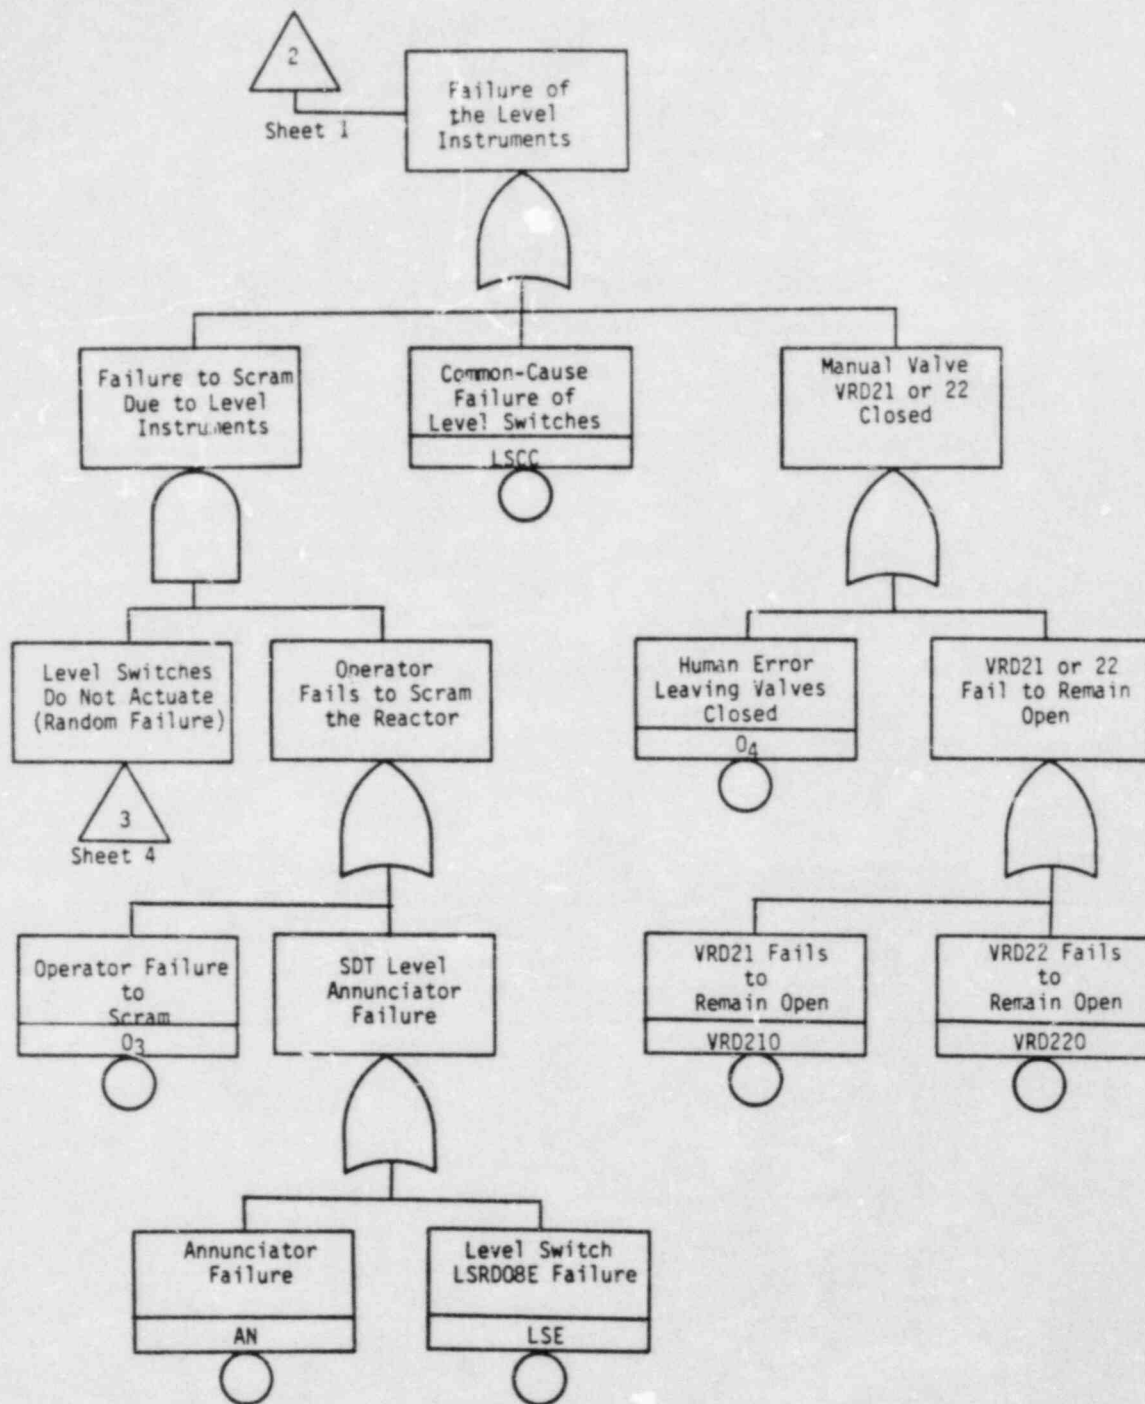 2
Sheet 1
Failure of
the Level
Instruments
Failure to Scram
Due to Level
Instruments
Common-Cause
Failure of
Level Switches
LSCC
Manual Valve
VRD21 or 22
Closed
Level Switches
Do Not Actuate
(Random Failure)
3
Sheet 4
Operator
Fails to Scram
the Reactor
Human Error
Leaving Valves
Closed
O4
VRD21 or 22
Fail to Remain
Open
Operator Failure
to
Scram
O3
SDT Level
Annunciator
Failure
VRD21 Fails
to
Remain Open
VRD210
VRD22 Fails
to
Remain Open
VRD220
Annunciator
Failure
AN
Level Switch
LSRD08E Failure
LSE